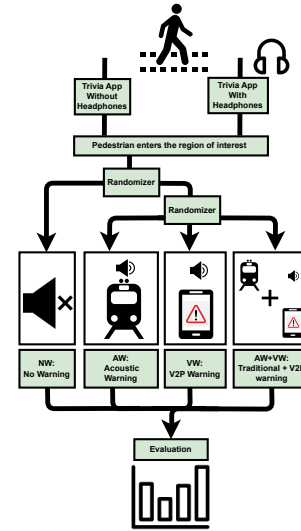 Trivia App
Without
Headphones
Trivia App
With
Headphones
Pedestrian enters the region of interest
Randomizer
Randomizer
NW:
No Warning
AW:
Acoustic
Warning
VW:
V2P Warning
AW+VW:
Traditional + V2P
warning
Evaluation